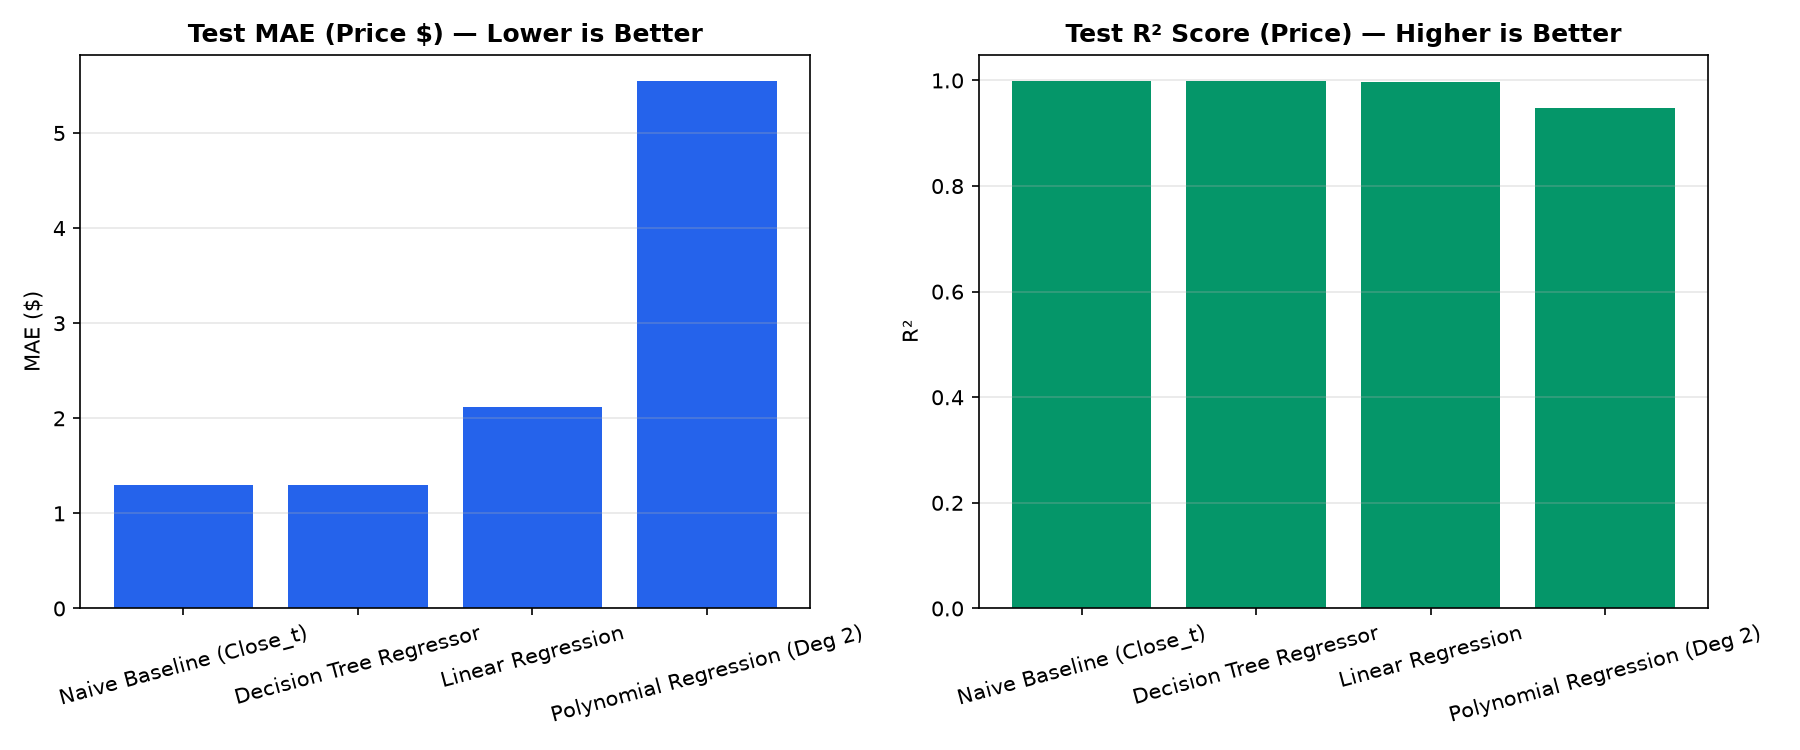 Test MAE (Price $) — Lower is Better
MAE ($)
5
4
3
2
1
0
Naive Baseline (Close_t)
Decision Tree Regressor
Linear Regression
Polynomial Regression (Deg 2)
Test R² Score (Price) — Higher is Better
R²
1.0
0.8
0.6
0.4
0.2
0.0
Naive Baseline (Close_t)
Decision Tree Regressor
Linear Regression
Polynomial Regression (Deg 2)